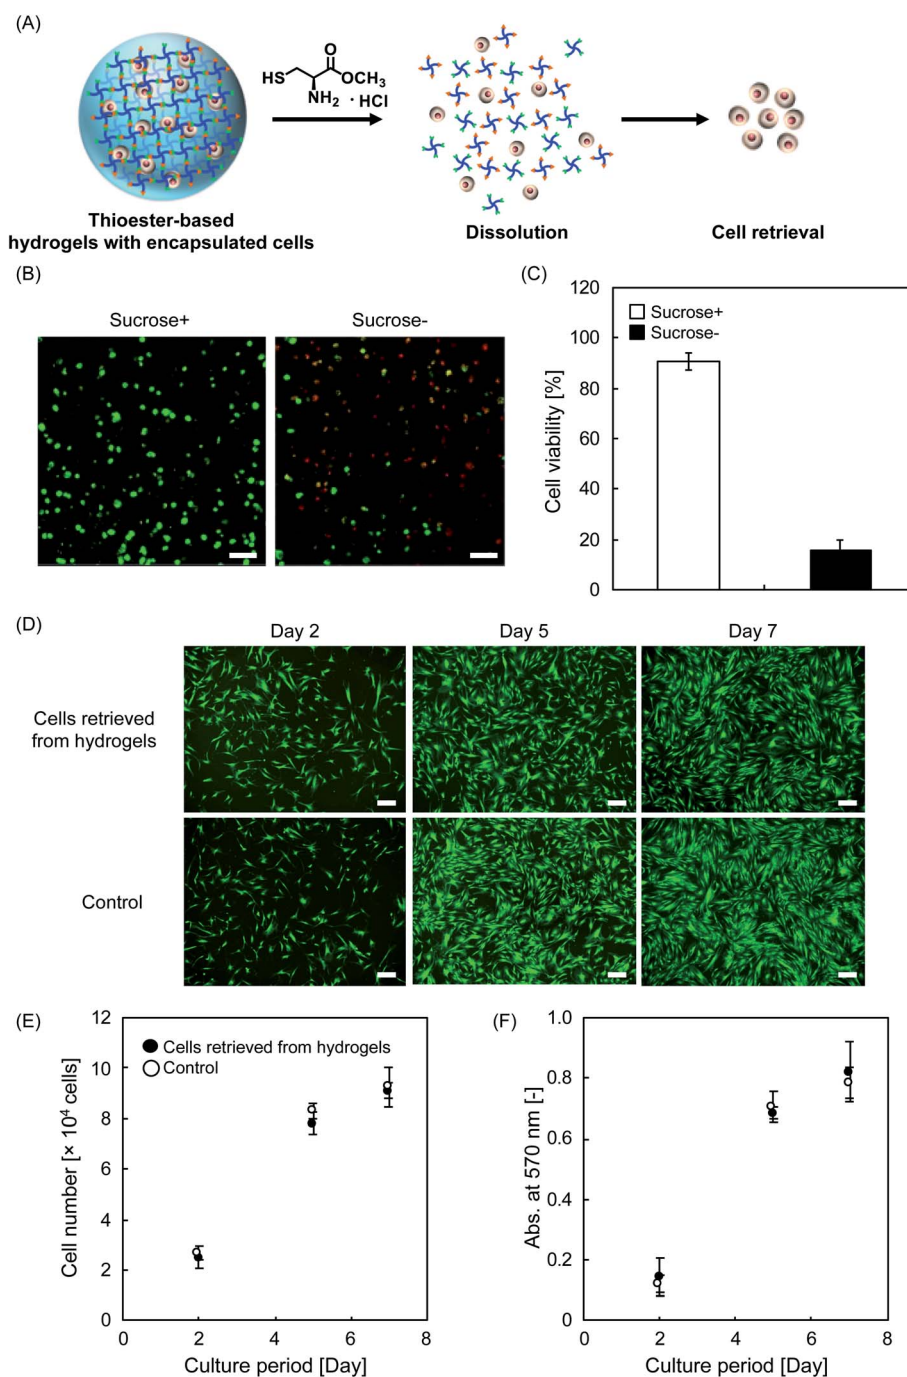 (A)
O
HS
OCH3
NH2
· HCl
Thioester-based
hydrogels with encapsulated cells
Dissolution
Cell retrieval
(B)
Sucrose+
Sucrose-
(C)
120
100
80
60
40
20
0
Cell viability [%]
Sucrose+
Sucrose-
(D)
Day 2
Day 5
Day 7
Cells retrieved
from hydrogels
Control
(E)
12
10
8
6
4
2
0
Cell number [× 10⁴ cells]
Cells retrieved from hydrogels
Control
0 2 4 6 8
Culture period [Day]
(F)
1.0
0.8
0.6
0.4
0.2
0
Abs. at 570 nm [-]
0 2 4 6 8
Culture period [Day]